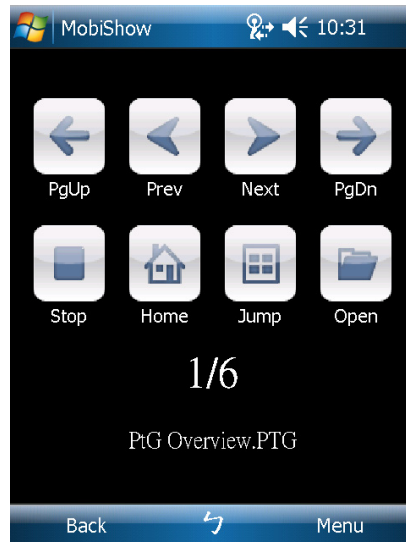 MobiShow 10:31
PgUp Prev Next PgDn
Stop Home Jump Open
1/6
PtG Overview.PTG
Back ㄅ Menu